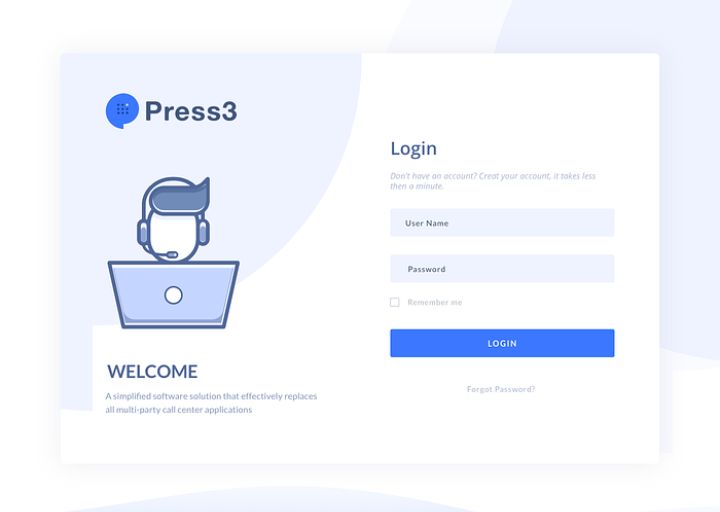 Press3
WELCOME
A simplified software solution that effectively replaces
all multi-party call center applications
Login
Don't have an account? Creat your account, it takes less
then a minute.
User Name
Password
Remember me
LOGIN
Forgot Password?